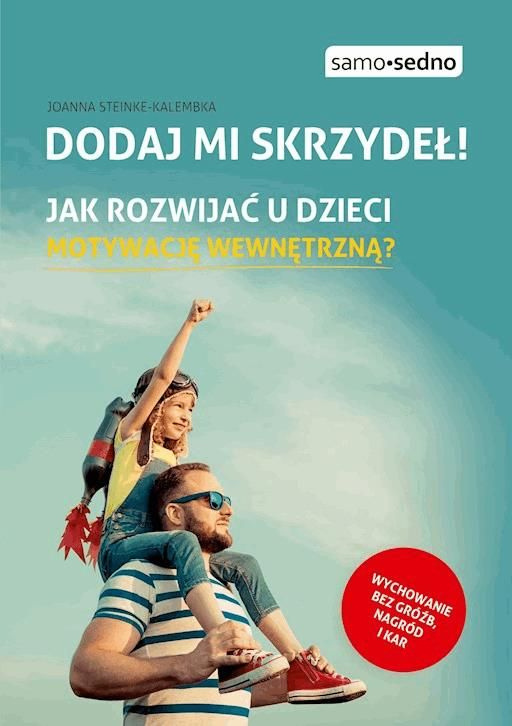 samo•sedno
JOANNA STEINKE-KALEMBKA
DODAJ MI SKRZYDEŁ!
JAK ROZWIJAĆ U DZIECI
MOTYWACJĘ WEWNĘTRZNĄ?
WYCHOWANIE
BEZ GRÓŹB,
NAGRÓD
I KAR